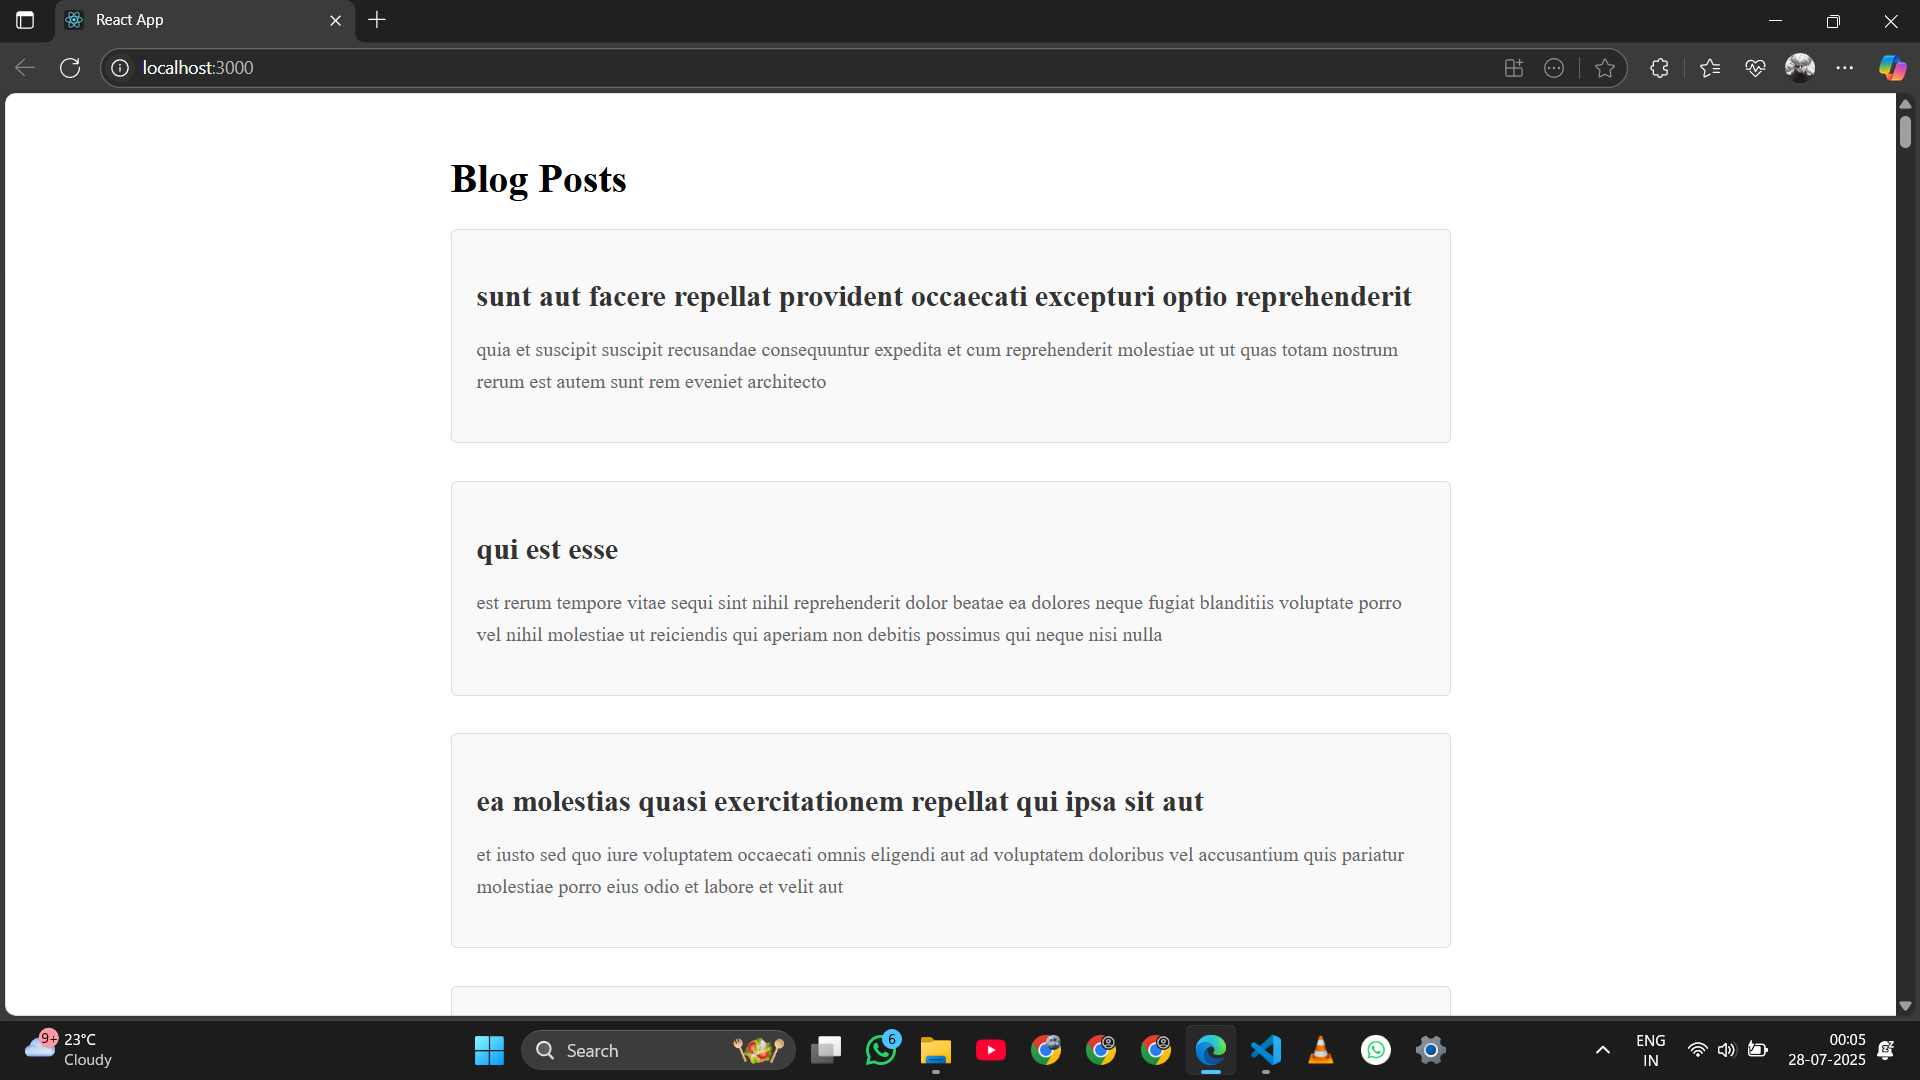 React App
localhost:3000
Blog Posts
sunt aut facere repellat provident occaecati excepturi optio reprehenderit
quia et suscipit suscipit recusandae consequuntur expedita et cum reprehenderit molestiae ut ut quas totam nostrum
rerum est autem sunt rem eveniet architecto
qui est esse
est rerum tempore vitae sequi sint nihil reprehenderit dolor beatae ea dolores neque fugiat blanditiis voluptate porro
vel nihil molestiae ut reiciendis qui aperiam non debitis possimus qui neque nisi nulla
ea molestias quasi exercitationem repellat qui ipsa sit aut
et iusto sed quo iure voluptatem occaecati omnis eligendi aut ad voluptatem doloribus vel accusantium quis pariatur
molestiae porro eius odio et labore et velit aut
9+
23°C
Cloudy
Search
6
ENG
IN
00:05
28-07-2025